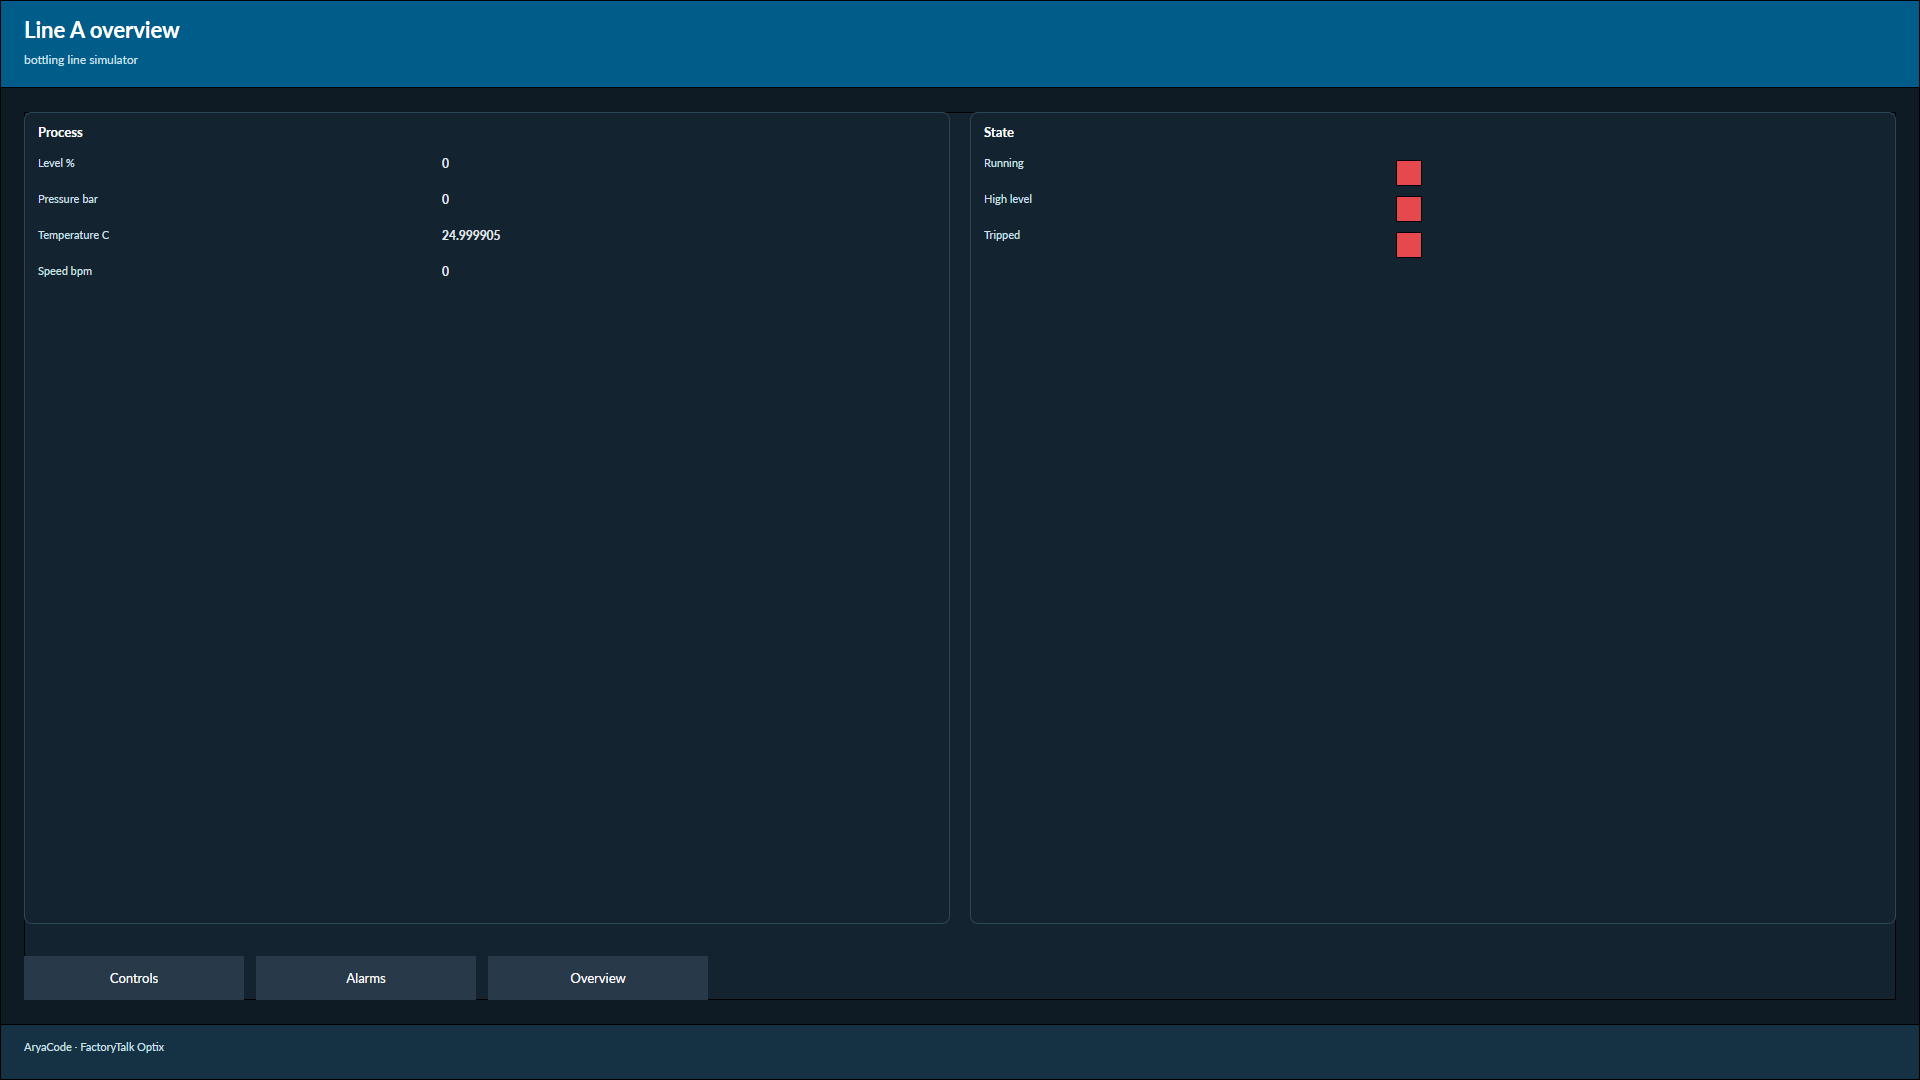 Line A overview
bottling line simulator
Process
Level % 0
Pressure bar 0
Temperature C 24.999905
Speed bpm 0
State
Running
High level
Tripped
Controls Alarms Overview
AryaCode · FactoryTalk Optix